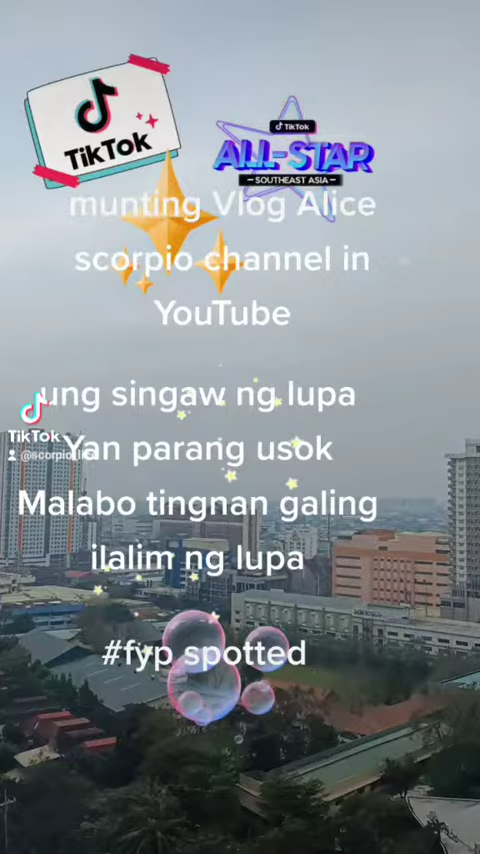 TikTok
TikTok
ALL-STAR
SOUTHEAST ASIA
munting Vlog Alice
scorpio channel in
YouTube
ung singaw ng lupa
TikTok
Yan parang usok
Malabo tingnan galing
ilalim ng lupa
#fyp spotted